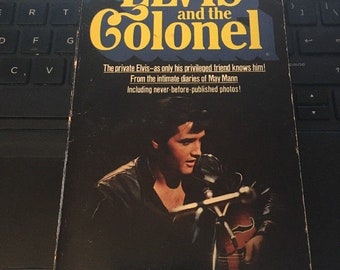 ELVIS
and the
Colonel
The private Elvis—as only his privileged friend knows him!
From the intimate diaries of May Mann
Including never-before-published photos!